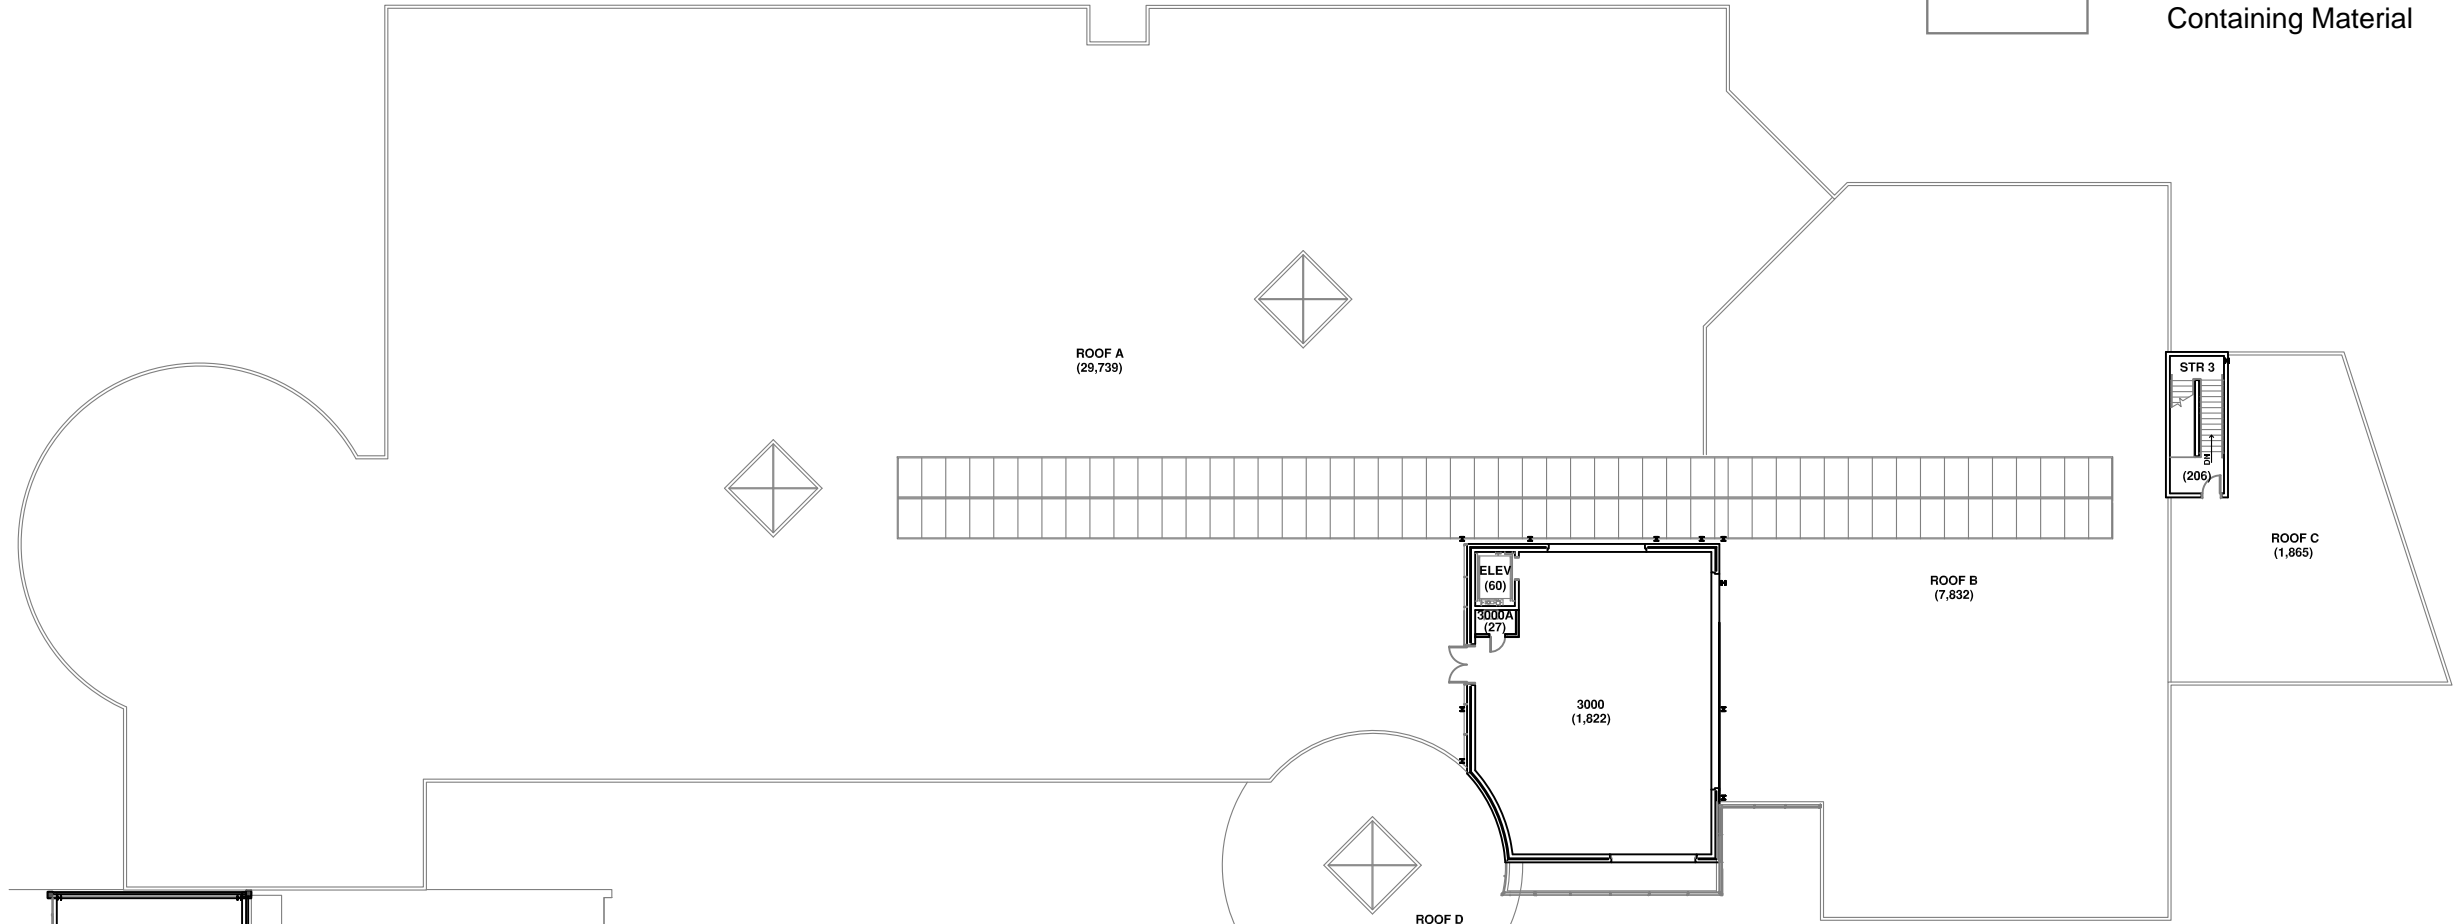 Containing Material
ROOF A
(29,739)
STR 3
DN
(206)
ROOF C
(1,865)
ELEV
(60)
3000A
(27)
ROOF B
(7,832)
3000
(1,822)
ROOF D